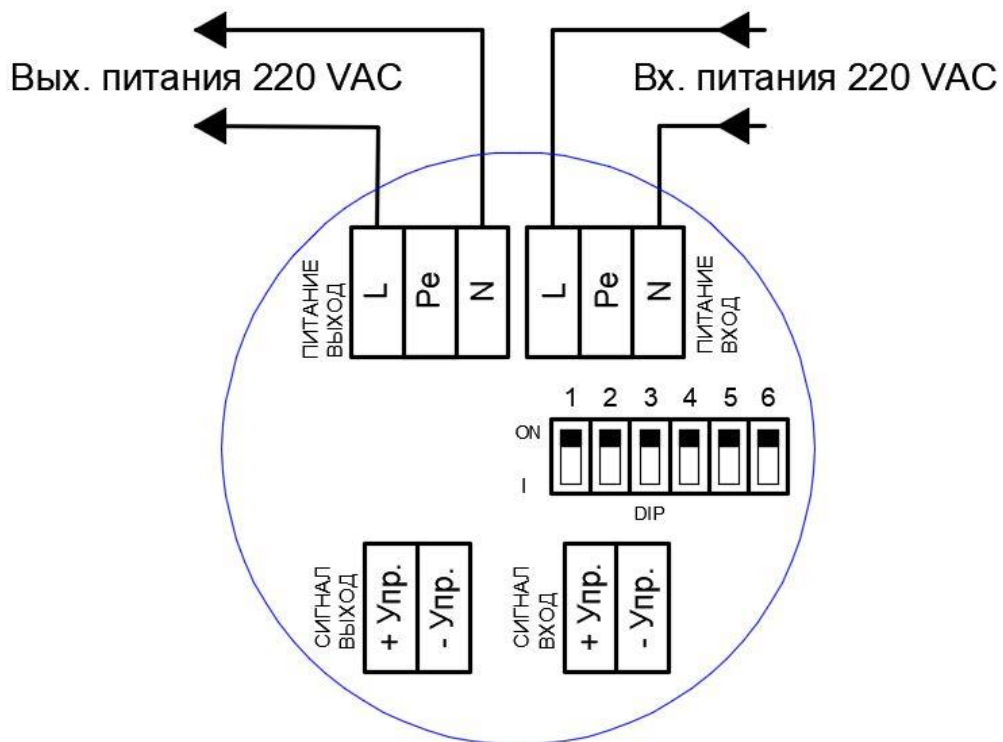 Вых. питания 220 VAC
Вх. питания 220 VAC
ПИТАНИЕ
ВЫХОД
L
Pe
N
L
Pe
N
ПИТАНИЕ
ВХОД
1 2 3 4 5 6
ON
I
DIP
СИГНАЛ
ВЫХОД
+ Упр.
- Упр.
СИГНАЛ
ВХОД
+ Упр.
- Упр.